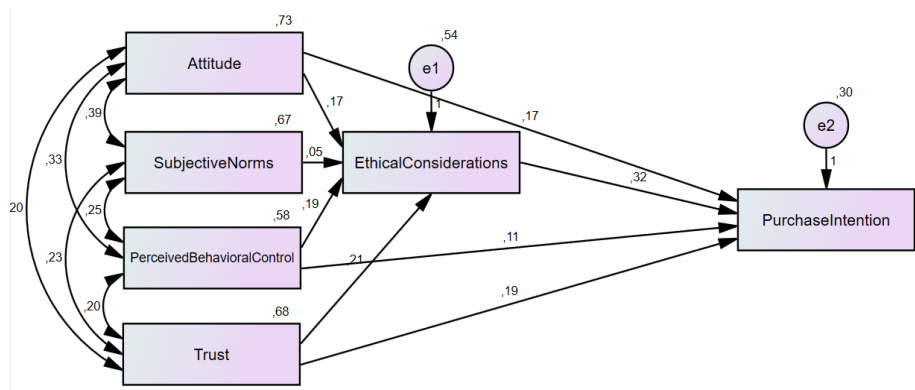 ,73
,54
Attitude
e1
,30
,17
1
,17
e2
,39
,67
,33
SubjectiveNorms
,05
EthicalConsiderations
,32
1
20
,25
,58
,19
PurchaseIntention
,23
PerceivedBehavioralControl
,11
,21
,20
,68
,19
Trust